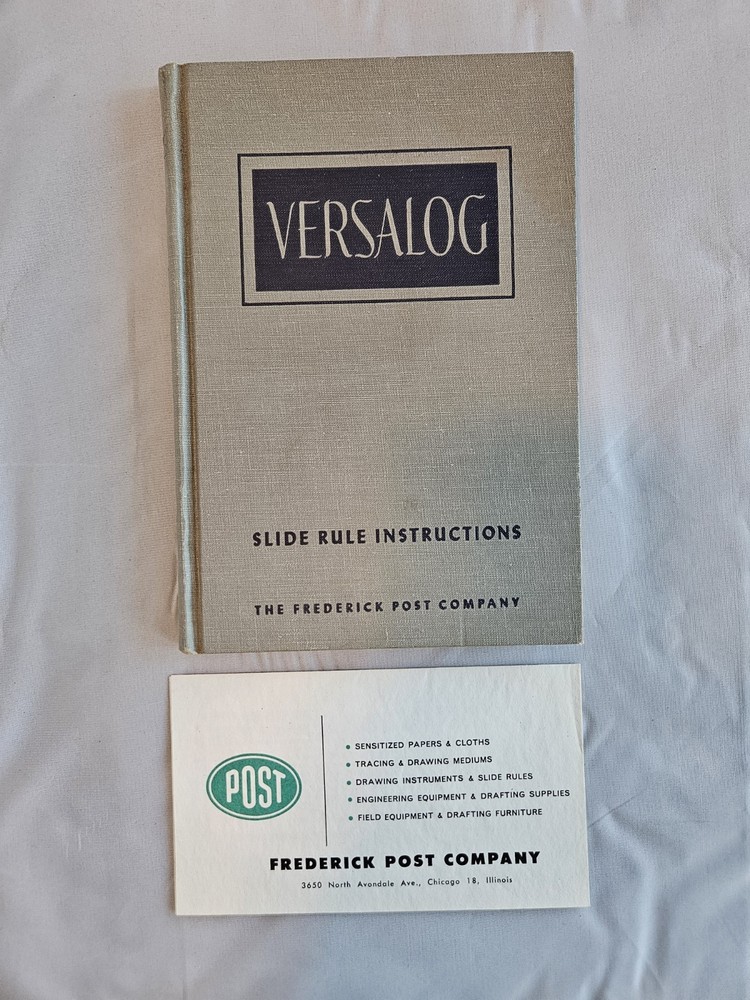 VERSALOG
SLIDE RULE INSTRUCTIONS
THE FREDERICK POST COMPANY
POST
• SENSITIZED PAPERS & CLOTHS
• TRACING & DRAWING MEDIUMS
• DRAWING INSTRUMENTS & SLIDE RULES
• ENGINEERING EQUIPMENT & DRAFTING SUPPLIES
• FIELD EQUIPMENT & DRAFTING FURNITURE
FREDERICK POST COMPANY
3650 North Avondale Ave., Chicago 18, Illinois